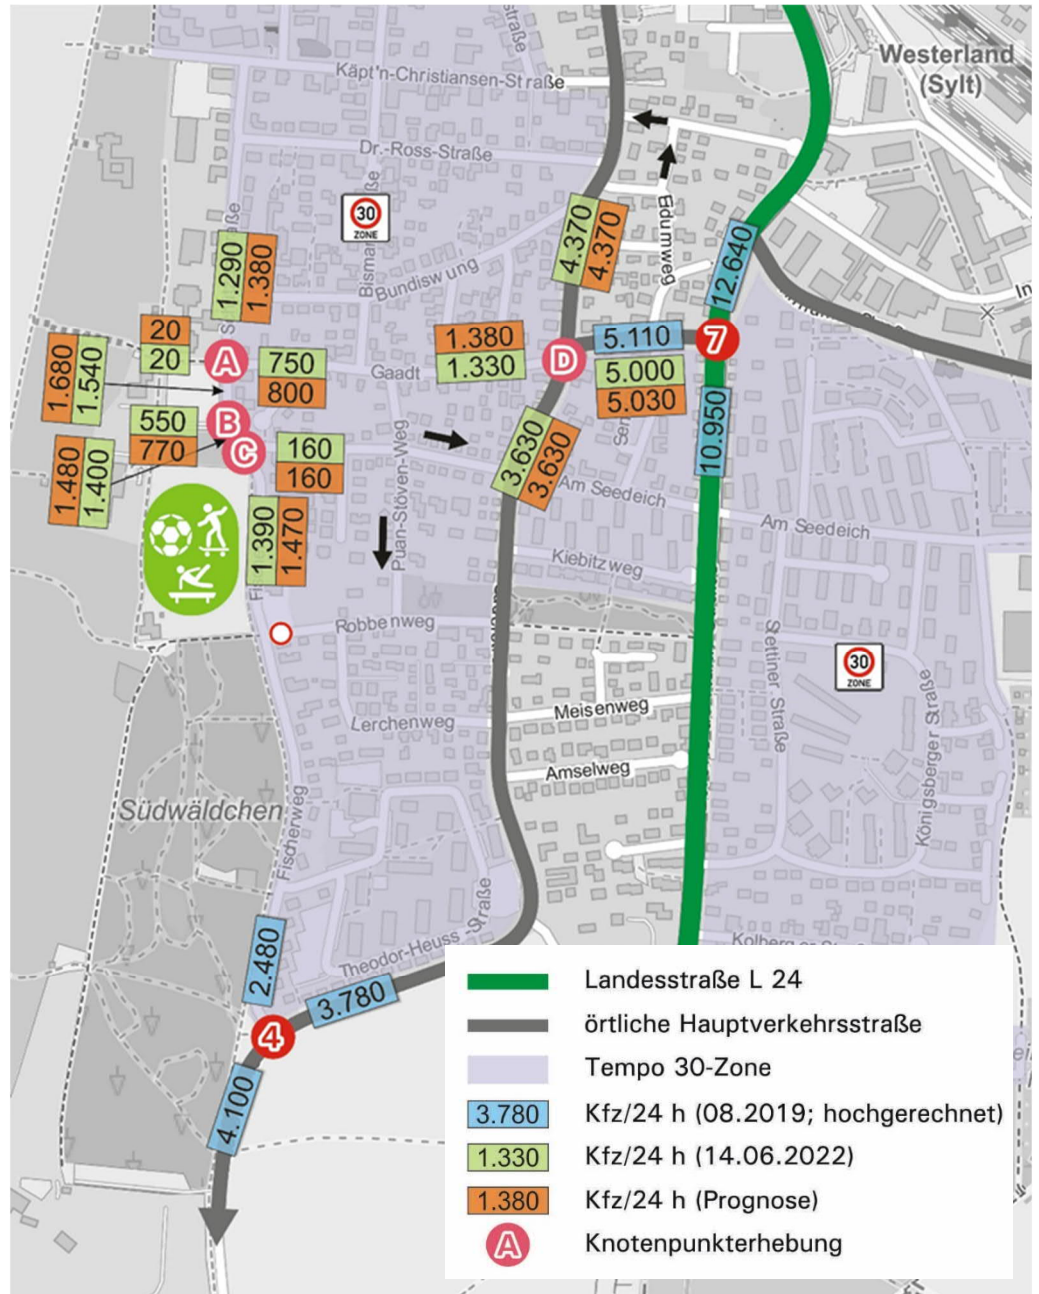 straße
Westerland
(Sylt)
Käpt'n-Christiansen-Straße
Dr.-Ross-Straße
30
ZONE
Edumweg
4.370
4.370
12.640
1.290
1.380
Bundiswung
20
20
A
750
800
1.680
1.540
Gaadt
1.380
1.330
D
5.110
7
5.000
5.030
10.950
550
770
B
C
160
160
1.480
1.400
3.630
3.630
Am Seedeich
Am Seedeich
Puan-Stöven-Weg
1.390
1.470
Kiebitzweg
Robbenweg
Stettiner Straße
30
ZONE
Königsberger Straße
Meisenweg
Lerchenweg
Amselweg
Südwäldchen
Fischerweg
Theodor-Heuss-Straße
2.480
3.780
4
4.100
Landesstraße L 24
örtliche Hauptverkehrsstraße
Tempo 30-Zone
3.780 Kfz/24 h (08.2019; hochgerechnet)
1.330 Kfz/24 h (14.06.2022)
1.380 Kfz/24 h (Prognose)
A Knotenpunkterhebung